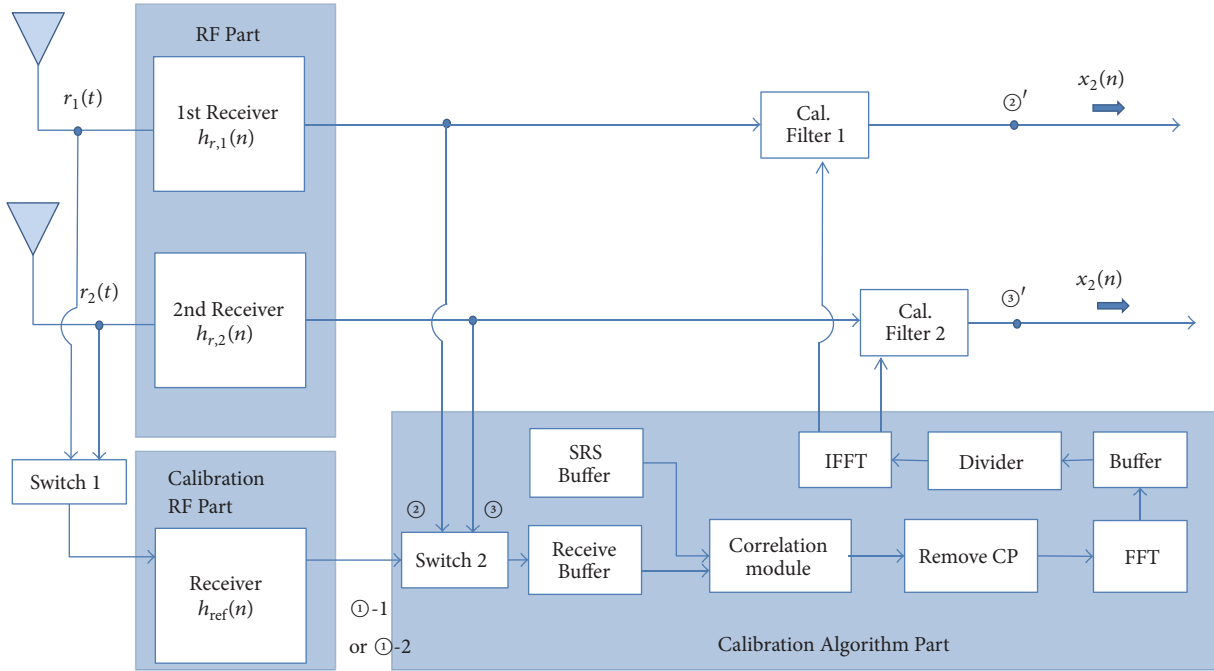 RF Part
r₁(t)
1st Receiver
hᵣ,₁(n)
Cal.
Filter 1
②′
x₂(n)
r₂(t)
2nd Receiver
hᵣ,₂(n)
Cal.
Filter 2
③′
x₂(n)
Switch 1
Calibration
RF Part
Receiver
h_ref(n)
①-1
or ①-2
②
③
Switch 2
SRS
Buffer
Receive
Buffer
Correlation
module
Remove CP
FFT
Buffer
Divider
IFFT
Calibration Algorithm Part